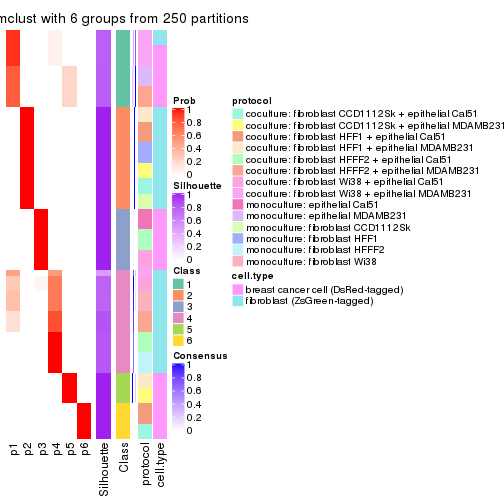 mclust with 6 groups from 250 partitions
Prob
1
0.8
0.6
0.4
0.2
0
Silhouette
1
0.8
0.6
0.4
0.2
0
Class
1
2
3
4
5
6
Consensus
1
0.8
0.6
0.4
0.2
0
protocol
coculture: fibroblast CCD1112Sk + epithelial Cal51
coculture: fibroblast CCD1112Sk + epithelial MDAMB231
coculture: fibroblast HFF1 + epithelial Cal51
coculture: fibroblast HFF1 + epithelial MDAMB231
coculture: fibroblast HFFF2 + epithelial Cal51
coculture: fibroblast HFFF2 + epithelial MDAMB231
coculture: fibroblast Wi38 + epithelial Cal51
coculture: fibroblast Wi38 + epithelial MDAMB231
monoculture: epithelial Cal51
monoculture: epithelial MDAMB231
monoculture: fibroblast CCD1112Sk
monoculture: fibroblast HFF1
monoculture: fibroblast HFFF2
monoculture: fibroblast Wi38
cell.type
breast cancer cell (DsRed-tagged)
fibroblast (ZsGreen-tagged)
p1
p2
p3
p4
p5
p6
Silhouette
Class
protocol
cell.type